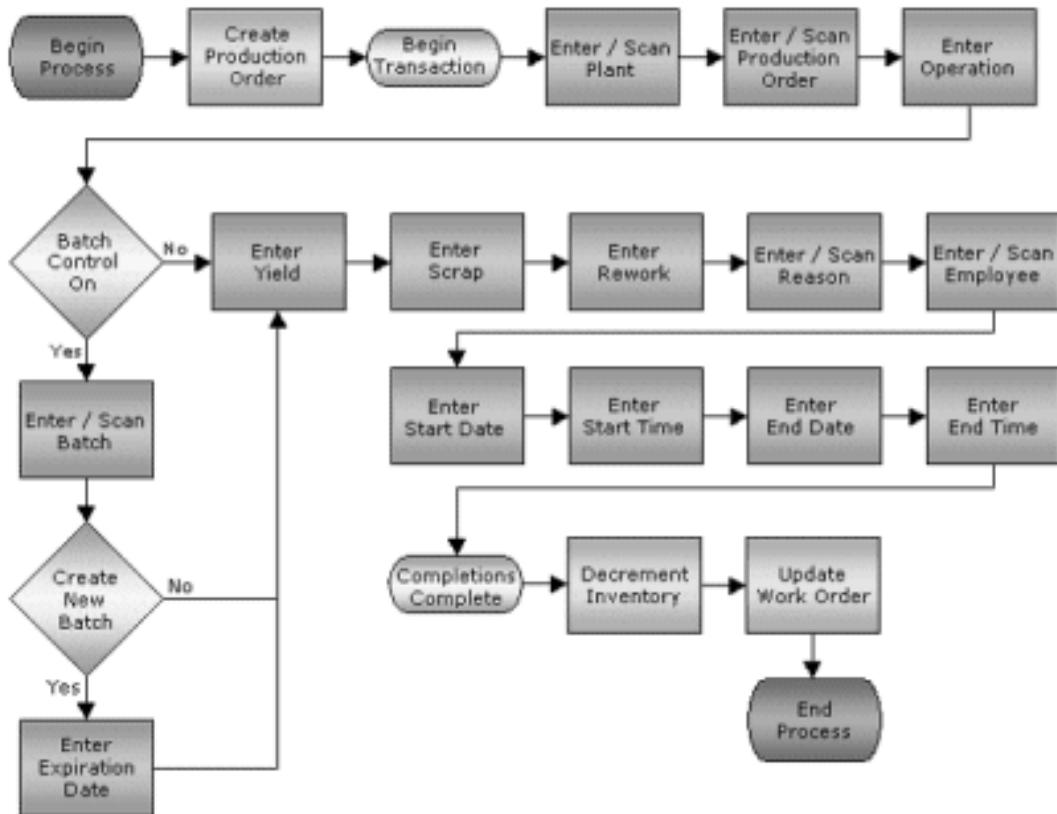 Begin
Process
Create
Production
Order
Begin
Transaction
Enter / Scan
Plant
Enter / Scan
Production
Order
Enter
Operation
Batch
Control
On
No
Yes
Enter
Yield
Enter
Scrap
Enter
Rework
Enter / Scan
Reason
Enter / Scan
Employee
Enter / Scan
Batch
Enter
Start Date
Enter
Start Time
Enter
End Date
Enter
End Time
Create
New
Batch
No
Yes
Completions
Complete
Decrement
Inventory
Update
Work Order
Enter
Expiration
Date
End
Process